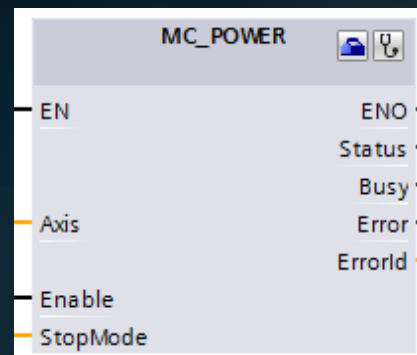 MC_POWER
EN
ENO
Status
Busy
Axis
Error
ErrorId
Enable
StopMode